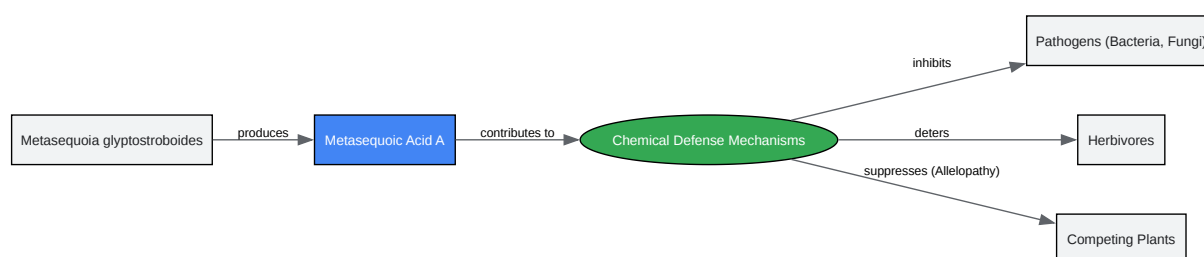 Metasequoia glyptostroboides
produces
Metasequoic Acid A
contributes to
Chemical Defense Mechanisms
inhibits
Pathogens (Bacteria, Fungi)
deters
Herbivores
suppresses (Allelopathy)
Competing Plants